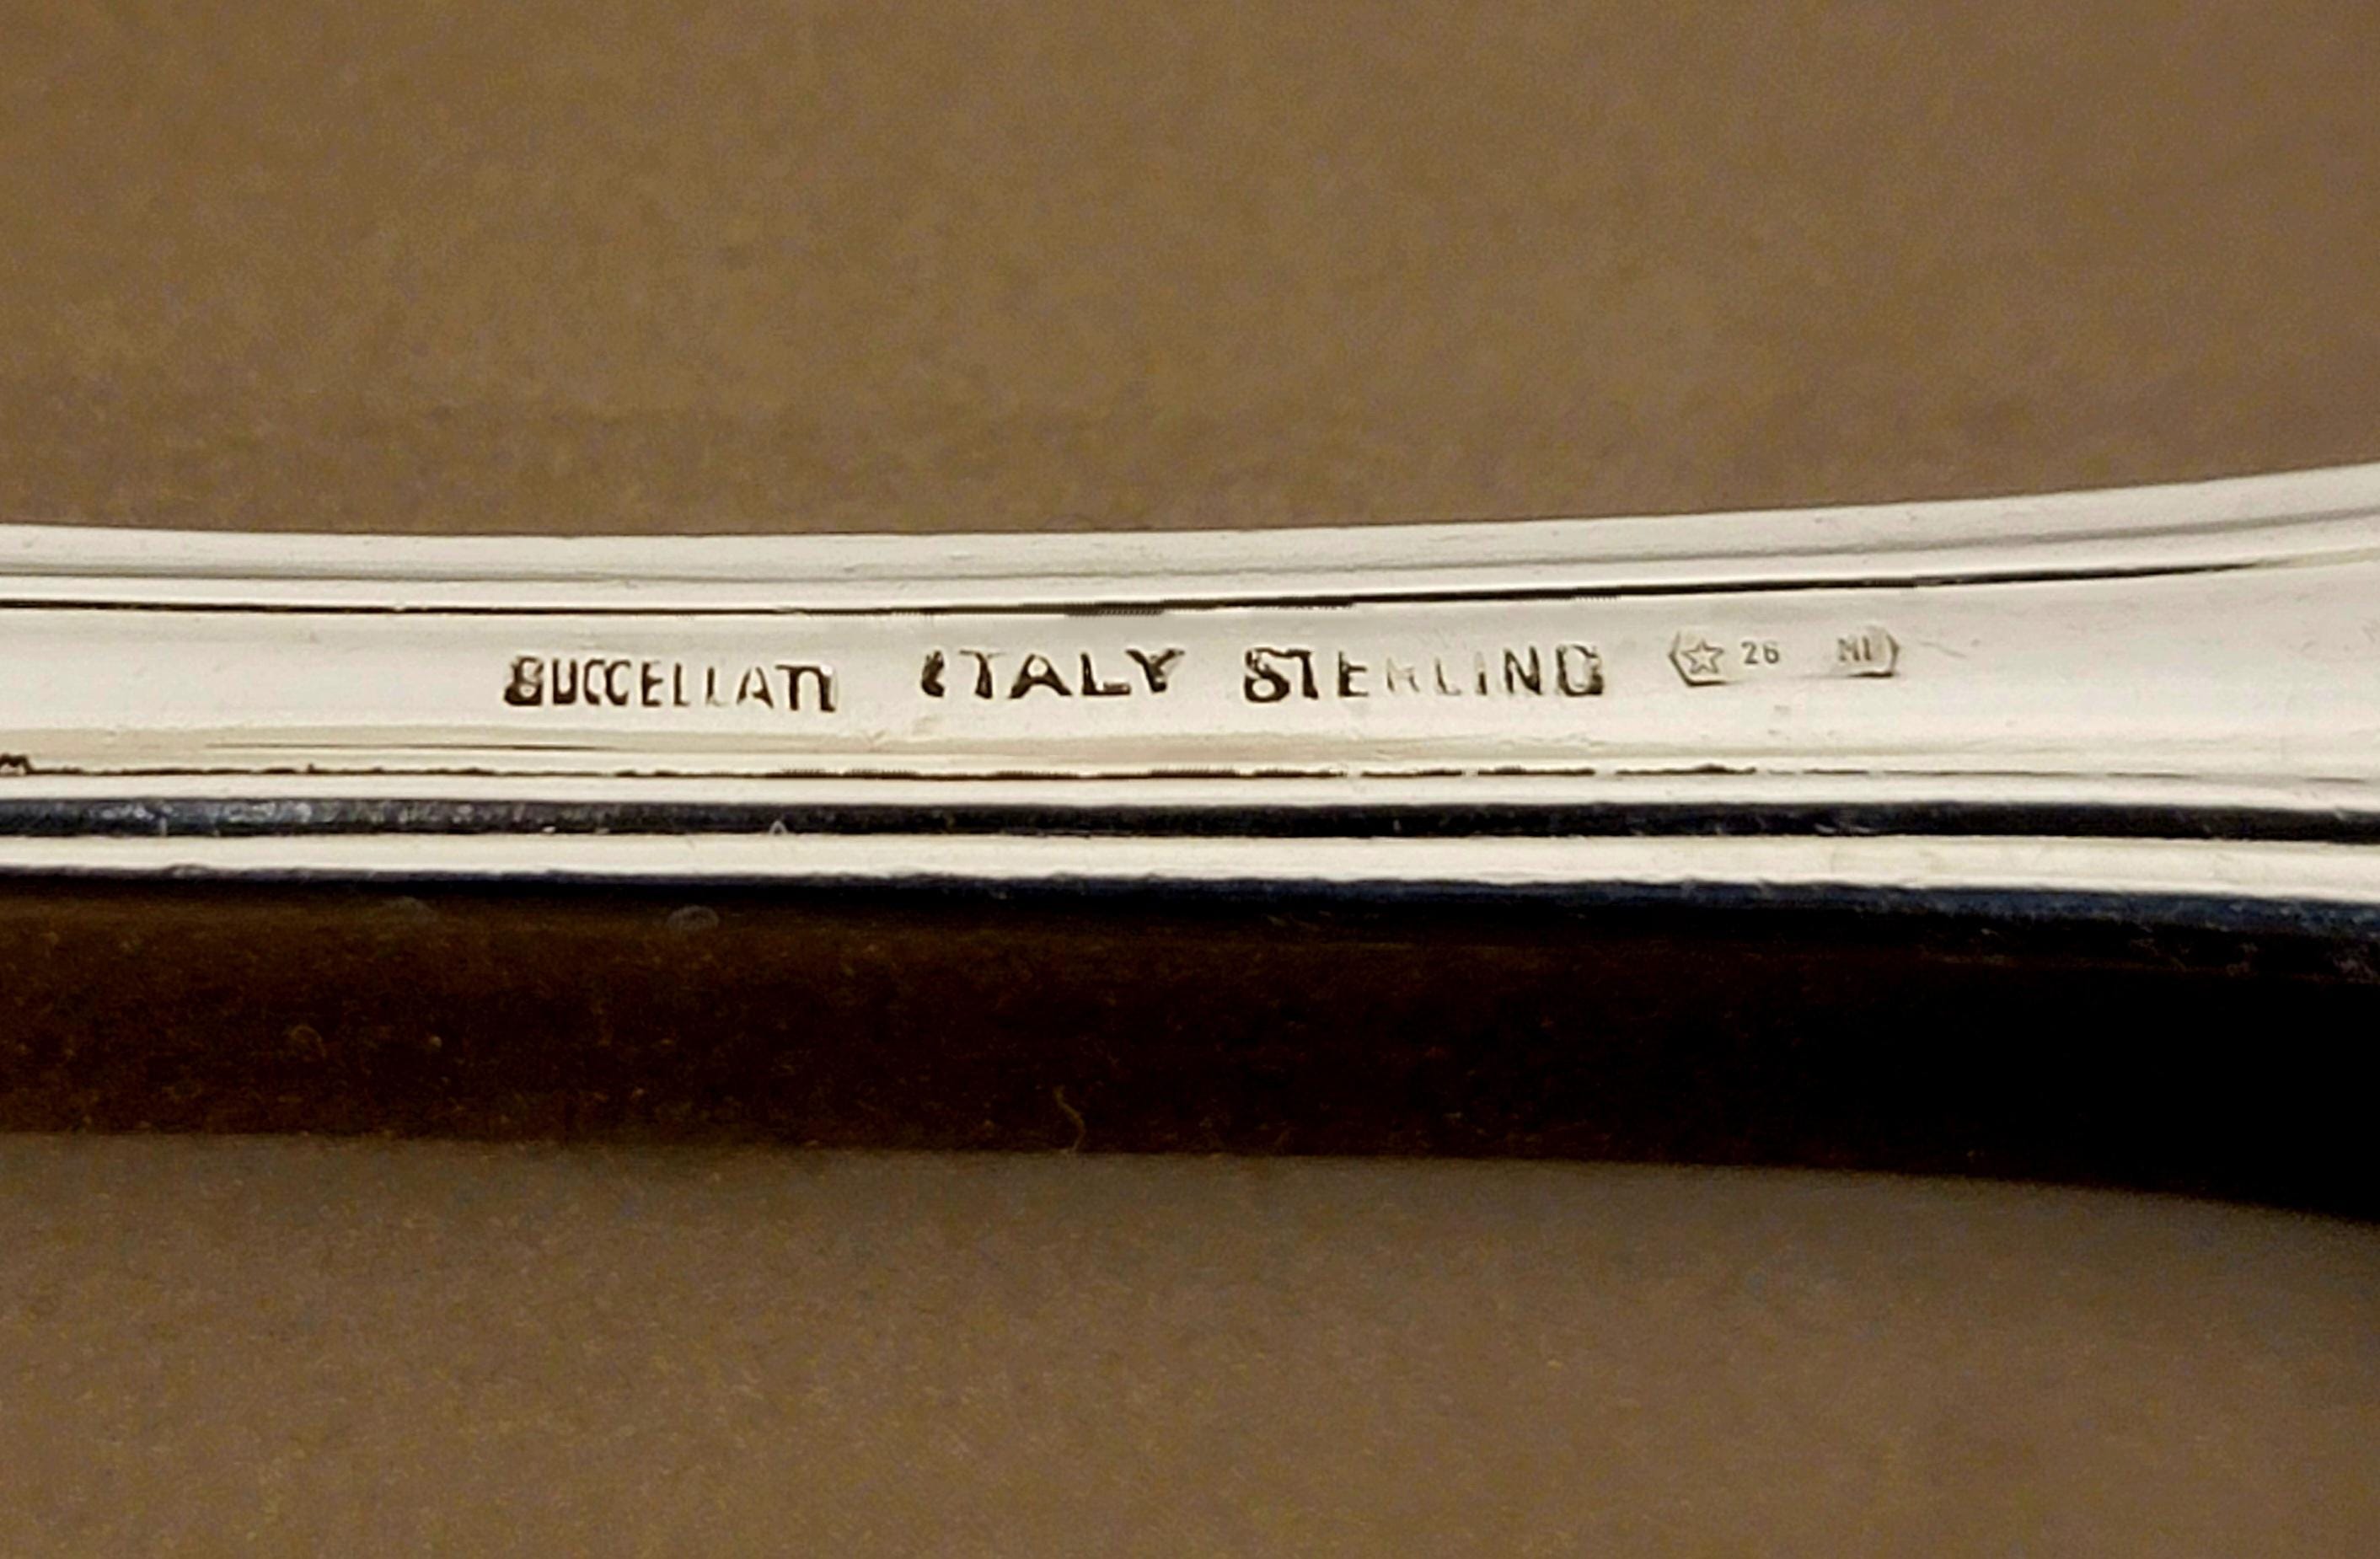 BUCCELLATI ITALY STERLING ☆ 26 MI